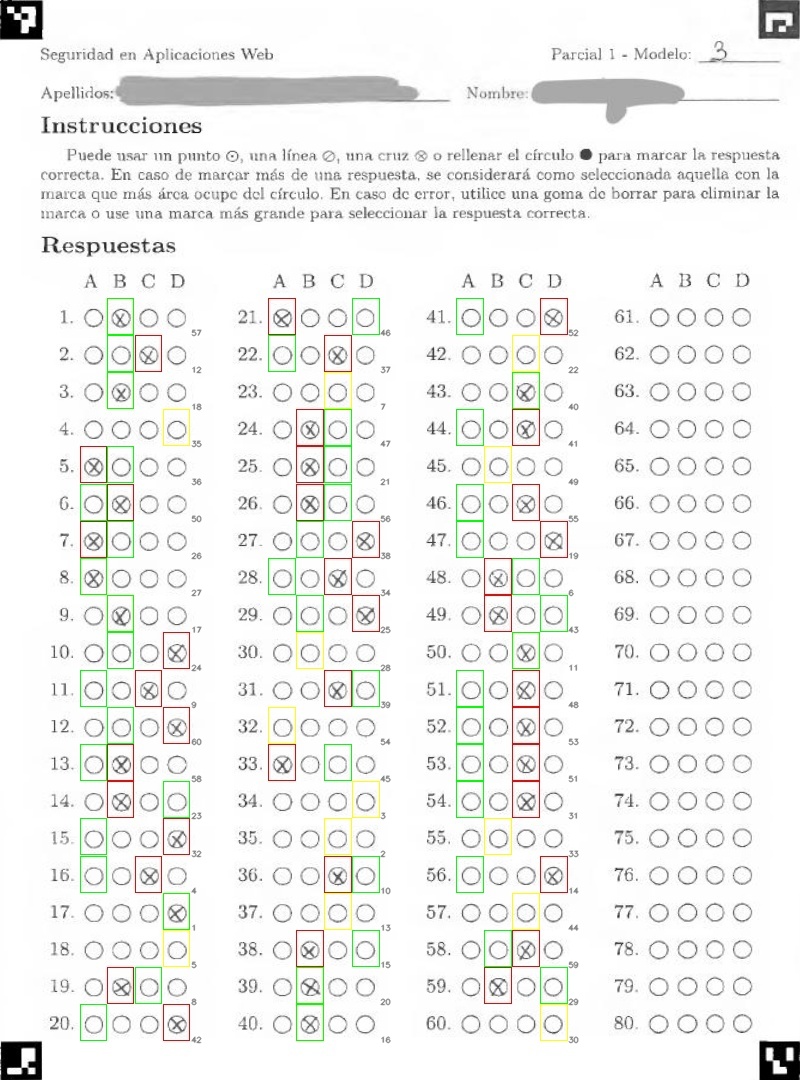 Seguridad en Aplicaciones Web Parcial 1 - Modelo: 3
Apellidos: Nombre:
Instrucciones
Puede usar un punto ⊙, una línea ⊘, una cruz ⊗ o rellenar el círculo ● para marcar la respuesta
correcta. En caso de marcar más de una respuesta, se considerará como seleccionada aquella con la
marca que más área ocupe del círculo. En caso de error, utilice una goma de borrar para eliminar la
marca o use una marca más grande para seleccionar la respuesta correcta.
Respuestas
A B C D A B C D A B C D A B C D
1. 57 21. 46 41. 52 61.
2. 12 22. 37 42. 22 62.
3. 18 23. 7 43. 40 63.
4. 35 24. 47 44. 41 64.
5. 36 25. 21 45. 49 65.
6. 50 26. 56 46. 55 66.
7. 26 27. 38 47. 19 67.
8. 27 28. 34 48. 6 68.
9. 17 29. 25 49. 43 69.
10. 24 30. 28 50. 11 70.
11. 9 31. 39 51. 48 71.
12. 60 32. 54 52. 53 72.
13. 58 33. 45 53. 51 73.
14. 23 34. 3 54. 31 74.
15. 32 35. 2 55. 33 75.
16. 4 36. 10 56. 14 76.
17. 1 37. 13 57. 44 77.
18. 5 38. 15 58. 59 78.
19. 8 39. 20 59. 29 79.
20. 42 40. 16 60. 30 80.